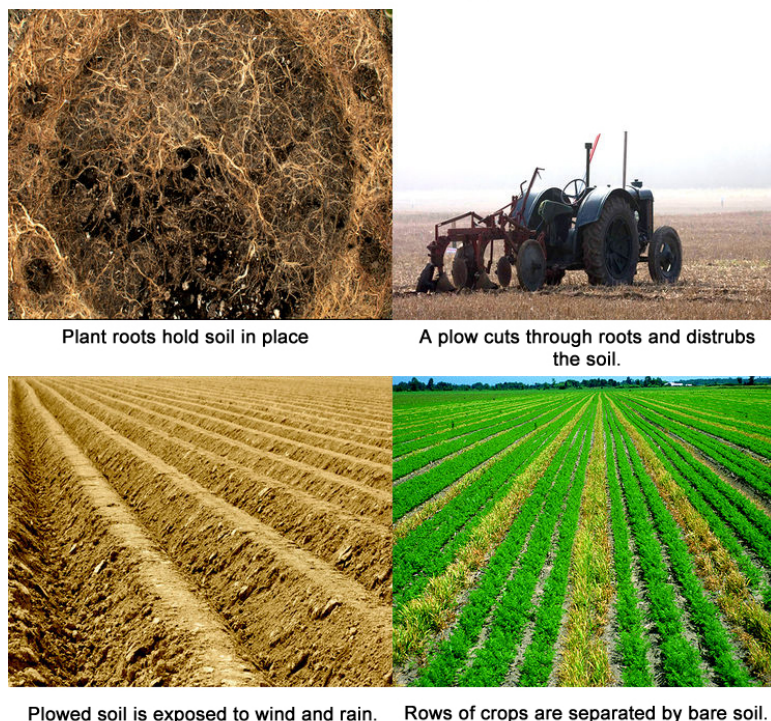 Plant roots hold soil in place
A plow cuts through roots and distrubs
the soil.
Plowed soil is exposed to wind and rain.
Rows of crops are separated by bare soil.